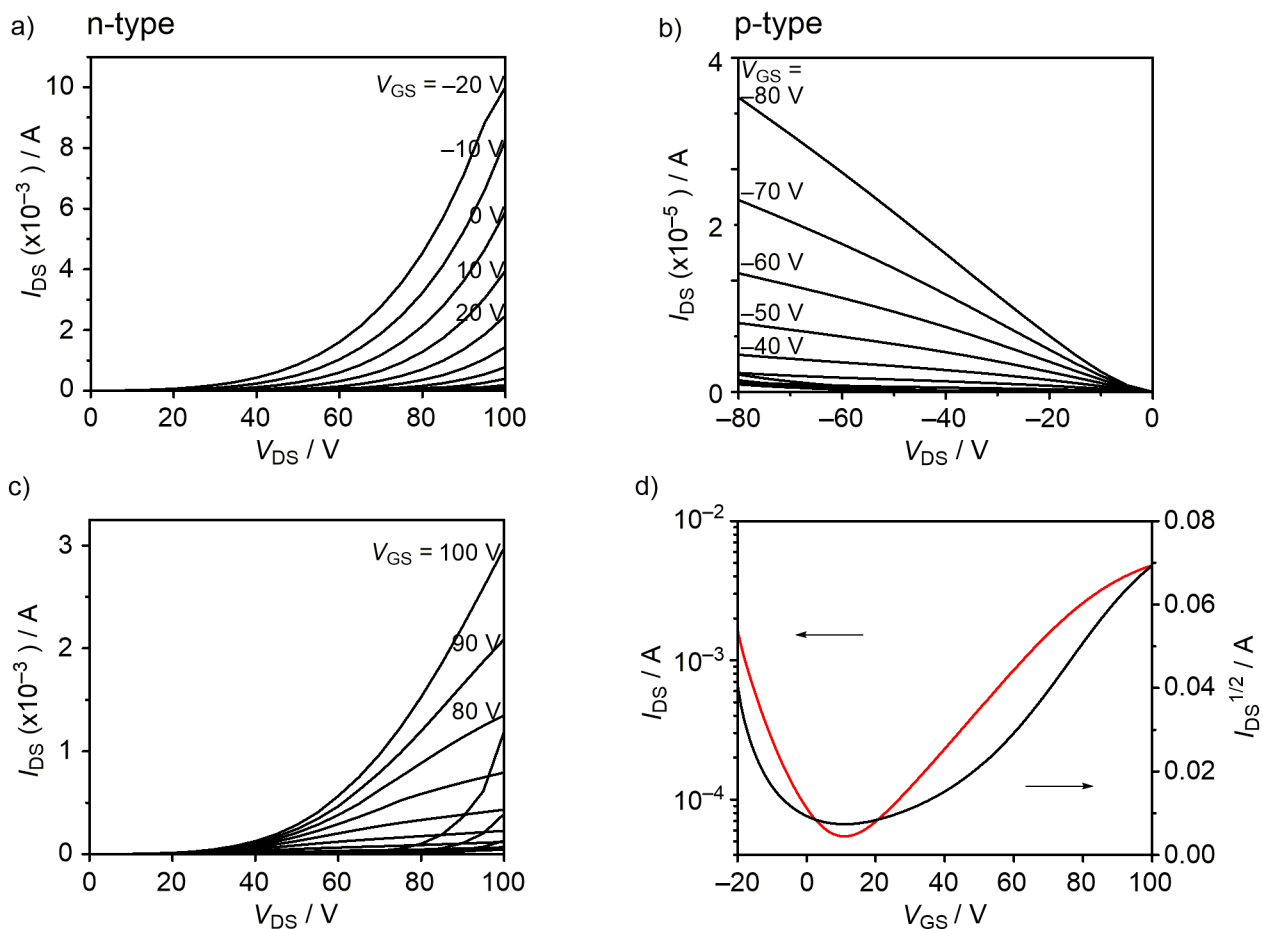 a) n-type
I_DS (x10⁻³ ) / A
10
8
6
4
2
0
V_GS = –20 V
–10 V
0 V
10 V
20 V
0 20 40 60 80 100
V_DS / V
b) p-type
I_DS (x10⁻⁵ ) / A
4
2
0
V_GS =
–80 V
–70 V
–60 V
–50 V
–40 V
–80 –60 –40 –20 0
V_DS / V
c)
I_DS (x10⁻³ ) / A
3
2
1
0
V_GS = 100 V
90 V
80 V
0 20 40 60 80 100
V_DS / V
d)
I_DS / A
10⁻²
10⁻³
10⁻⁴
0.08
0.06
0.04
0.02
0.00
I_DS^1/2 / A
–20 0 20 40 60 80 100
V_GS / V